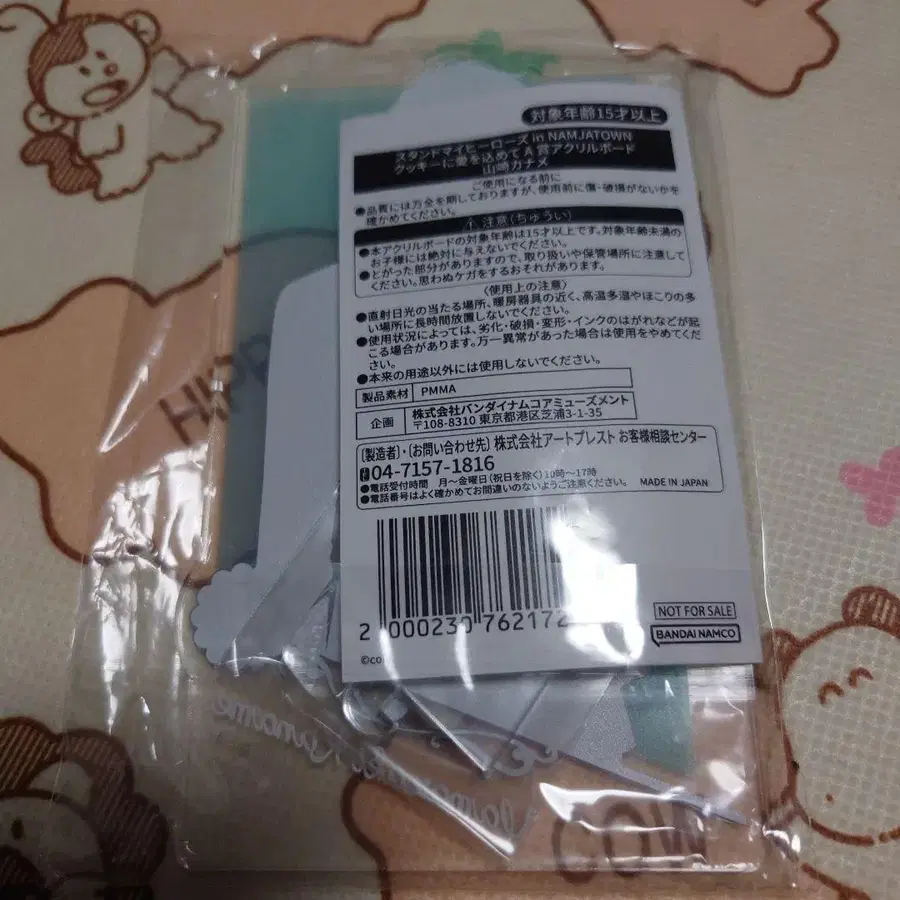 対象年齢15才以上
スタンドマイヒーローズ in NAMJATOWN
クッキーに愛を込めて A賞アクリルボード
山崎カナメ
ご使用になる前に
●品質には万全を期しておりますが、使用前に傷・破損がないかを
確かめてください。
⚠ 注意(ちゅうい)
●本アクリルボードの対象年齢は15才以上です。対象年齢未満の
お子様には絶対に与えないでください。
●とがった部分がありますので、取り扱いや保管場所に注意して
ください。思わぬケガをするおそれがあります。
〈使用上の注意〉
●直射日光の当たる場所、暖房器具の近く、高温多湿やほこりの多
い場所に長時間放置しないでください。
●使用状況によっては、劣化・破損・変形・インクのはがれなどが起
こる場合があります。万一異常があった場合は使用をやめてくだ
さい。
●本来の用途以外には使用しないでください。
製品素材 PMMA
企画 株式会社バンダイナムコアミューズメント
〒108-8310 東京都港区芝浦3-1-35
〔製造者〕・〔お問い合わせ先〕株式会社アートプレスト お客様相談センター
04-7157-1816
●電話受付時間 月〜金曜日(祝日を除く)10時〜17時
●電話番号はよく確かめてお間違いのないようご注意ください。 MADE IN JAPAN
2 000230 762172
NOT FOR SALE
BANDAI NAMCO
©co
HIPP
COW